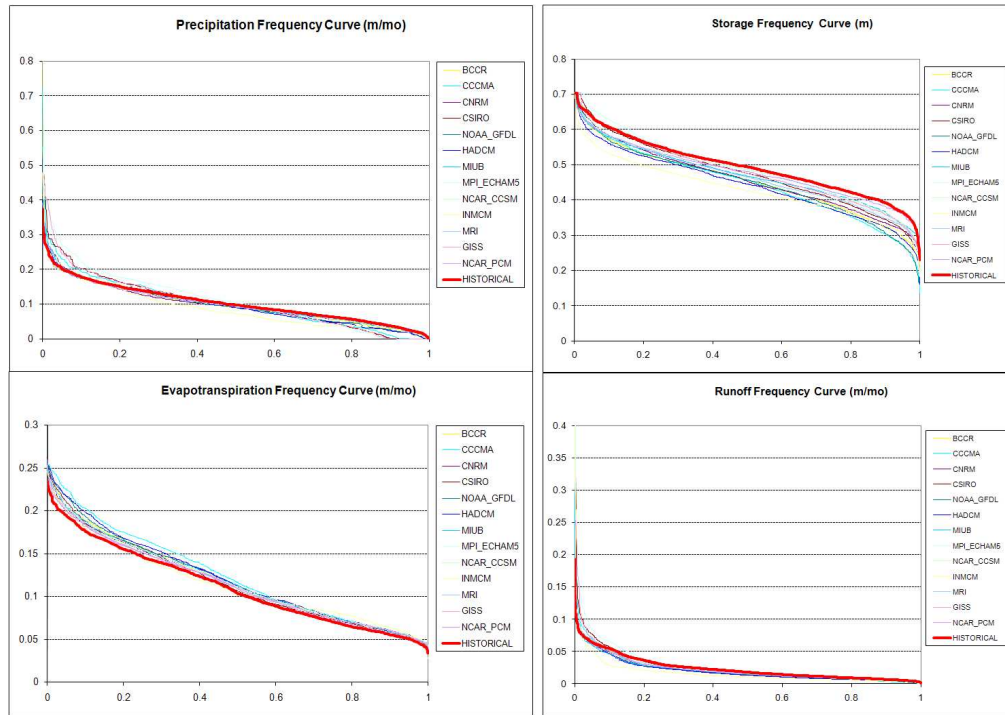 Precipitation Frequency Curve (m/mo)
0.8
0.7
0.6
0.5
0.4
0.3
0.2
0.1
0
0 0.2 0.4 0.6 0.8 1
BCCR
CCCMA
CNRM
CSIRO
NOAA_GFDL
HADCM
MIUB
MPI_ECHAM5
NCAR_CCSM
INMCM
MRI
GISS
NCAR_PCM
HISTORICAL
Storage Frequency Curve (m)
0.8
0.7
0.6
0.5
0.4
0.3
0.2
0.1
0
0 0.2 0.4 0.6 0.8 1
BCCR
CCCMA
CNRM
CSIRO
NOAA_GFDL
HADCM
MIUB
MPI_ECHAM5
NCAR_CCSM
INMCM
MRI
GISS
NCAR_PCM
HISTORICAL
Evapotranspiration Frequency Curve (m/mo)
0.3
0.25
0.2
0.15
0.1
0.05
0
0 0.2 0.4 0.6 0.8 1
BCCR
CCCMA
CNRM
CSIRO
NOAA_GFDL
HADCM
MIUB
MPI_ECHAM5
NCAR_CCSM
INMCM
MRI
GISS
NCAR_PCM
HISTORICAL
Runoff Frequency Curve (m/mo)
0.4
0.35
0.3
0.25
0.2
0.15
0.1
0.05
0
0 0.2 0.4 0.6 0.8 1
BCCR
CCCMA
CNRM
CSIRO
NOAA_GFDL
HADCM
MIUB
MPI_ECHAM5
NCAR_CCSM
INMCM
MRI
GISS
NCAR_PCM
HISTORICAL